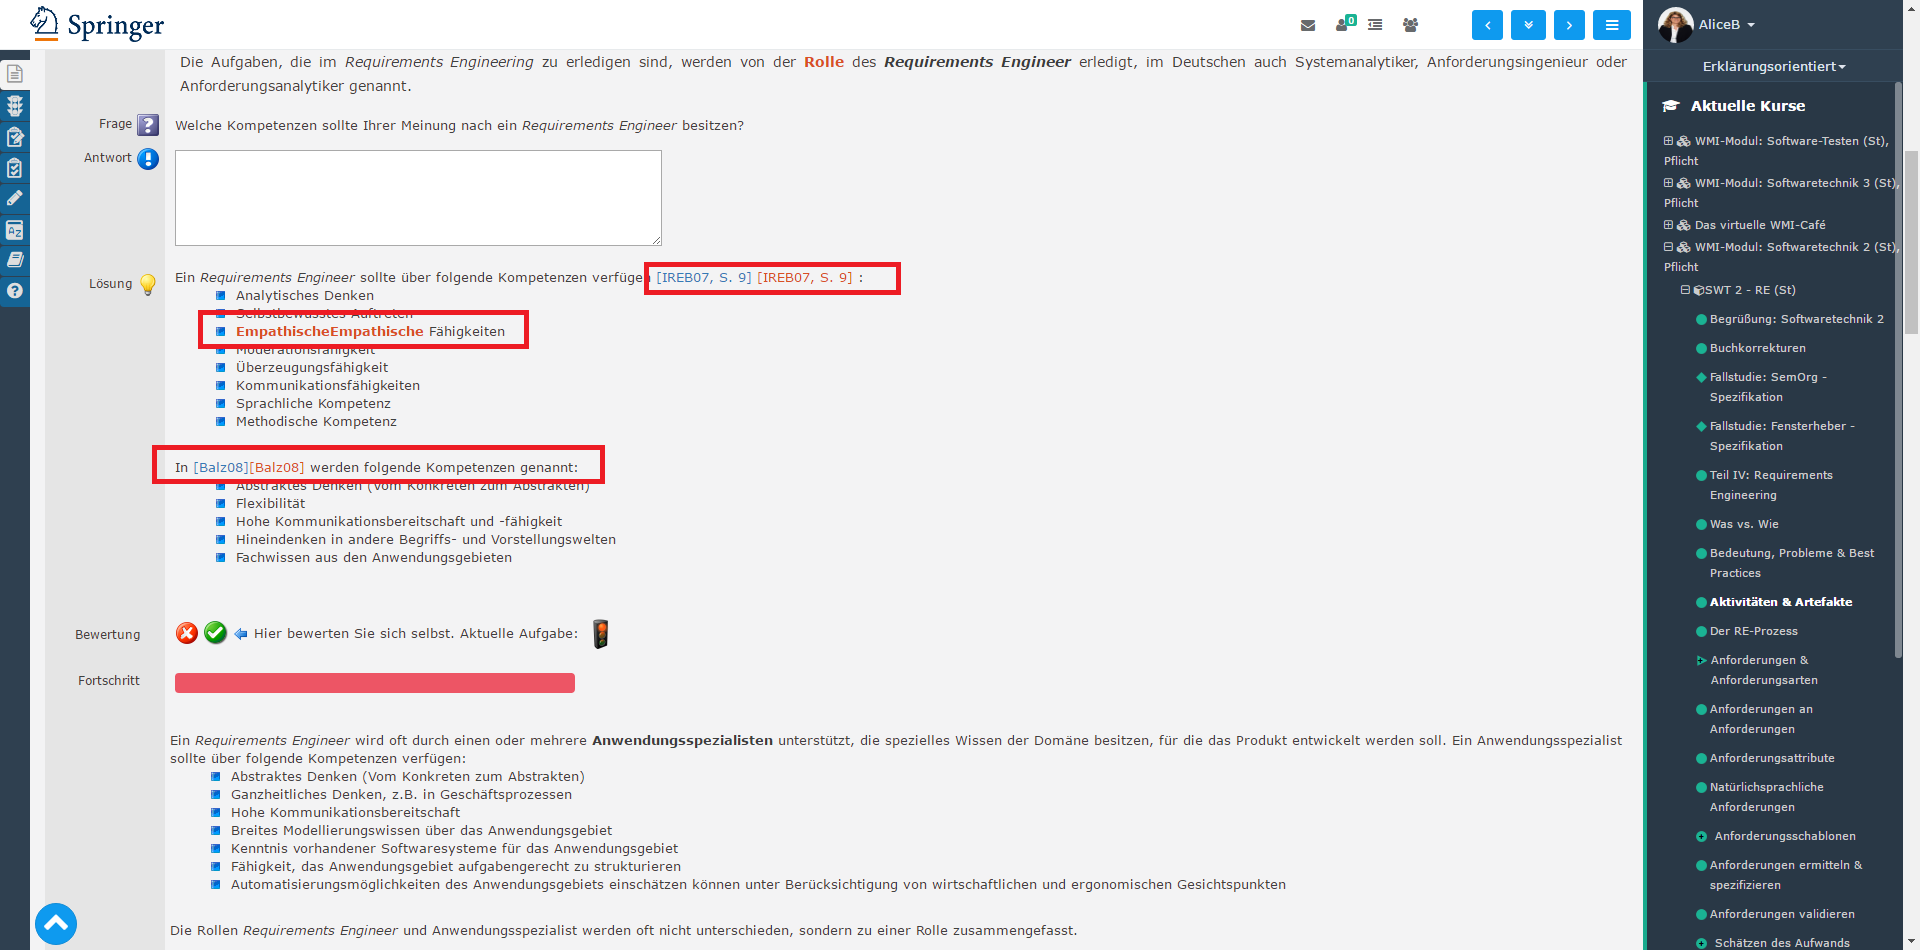 Springer
0
AliceB
Erklärungsorientiert
Die Aufgaben, die im Requirements Engineering zu erledigen sind, werden von der Rolle des Requirements Engineer erledigt, im Deutschen auch Systemanalytiker, Anforderungsingenieur oder
Anforderungsanalytiker genannt.
Frage
Welche Kompetenzen sollte Ihrer Meinung nach ein Requirements Engineer besitzen?
Antwort
Lösung
Ein Requirements Engineer sollte über folgende Kompetenzen verfügen [IREB07, S. 9] [IREB07, S. 9] :
Analytisches Denken
Selbstbewusstes Auftreten
EmpathischeEmpathische Fähigkeiten
Moderationsfähigkeit
Überzeugungsfähigkeit
Kommunikationsfähigkeiten
Sprachliche Kompetenz
Methodische Kompetenz
In [Balz08][Balz08] werden folgende Kompetenzen genannt:
Abstraktes Denken (Vom Konkreten zum Abstrakten)
Flexibilität
Hohe Kommunikationsbereitschaft und -fähigkeit
Hineindenken in andere Begriffs- und Vorstellungswelten
Fachwissen aus den Anwendungsgebieten
Bewertung
Hier bewerten Sie sich selbst. Aktuelle Aufgabe:
Fortschritt
Ein Requirements Engineer wird oft durch einen oder mehrere Anwendungsspezialisten unterstützt, die spezielles Wissen der Domäne besitzen, für die das Produkt entwickelt werden soll. Ein Anwendungsspezialist
sollte über folgende Kompetenzen verfügen:
Abstraktes Denken (Vom Konkreten zum Abstrakten)
Ganzheitliches Denken, z.B. in Geschäftsprozessen
Hohe Kommunikationsbereitschaft
Breites Modellierungswissen über das Anwendungsgebiet
Kenntnis vorhandener Softwaresysteme für das Anwendungsgebiet
Fähigkeit, das Anwendungsgebiet aufgabengerecht zu strukturieren
Automatisierungsmöglichkeiten des Anwendungsgebiets einschätzen können unter Berücksichtigung von wirtschaftlichen und ergonomischen Gesichtspunkten
Die Rollen Requirements Engineer und Anwendungsspezialist werden oft nicht unterschieden, sondern zu einer Rolle zusammengefasst.
Aktuelle Kurse
WMI-Modul: Software-Testen (St),
Pflicht
WMI-Modul: Softwaretechnik 3 (St),
Pflicht
Das virtuelle WMI-Café
WMI-Modul: Softwaretechnik 2 (St),
Pflicht
SWT 2 - RE (St)
Begrüßung: Softwaretechnik 2
Buchkorrekturen
Fallstudie: SemOrg -
Spezifikation
Fallstudie: Fensterheber -
Spezifikation
Teil IV: Requirements
Engineering
Was vs. Wie
Bedeutung, Probleme & Best
Practices
Aktivitäten & Artefakte
Der RE-Prozess
Anforderungen &
Anforderungsarten
Anforderungen an
Anforderungen
Anforderungsattribute
Natürlichsprachliche
Anforderungen
Anforderungsschablonen
Anforderungen ermitteln &
spezifizieren
Anforderungen validieren
Schätzen des Aufwands